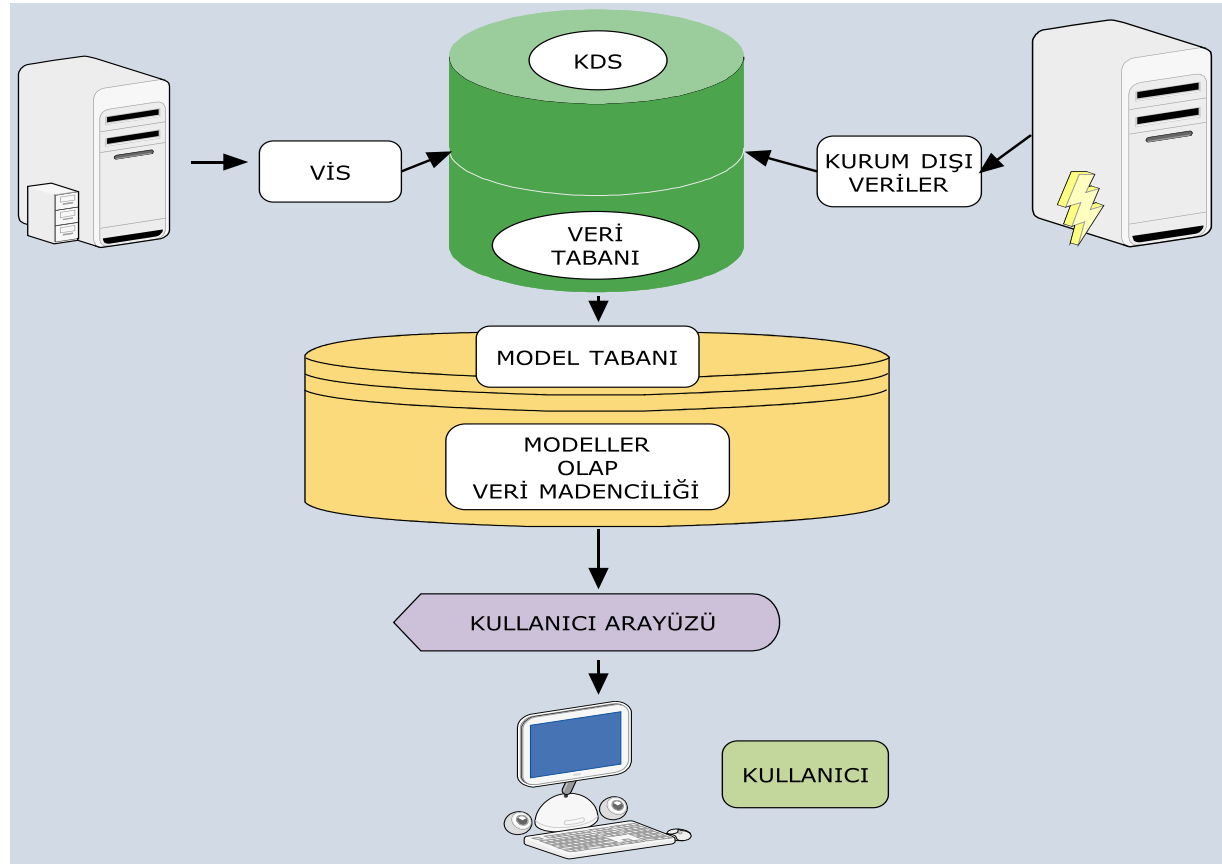 KDS
VİS
KURUM DIŞI
VERİLER
VERİ
TABANI
MODEL TABANI
MODELLER
OLAP
VERİ MADENCİLİĞİ
KULLANICI ARAYÜZÜ
KULLANICI